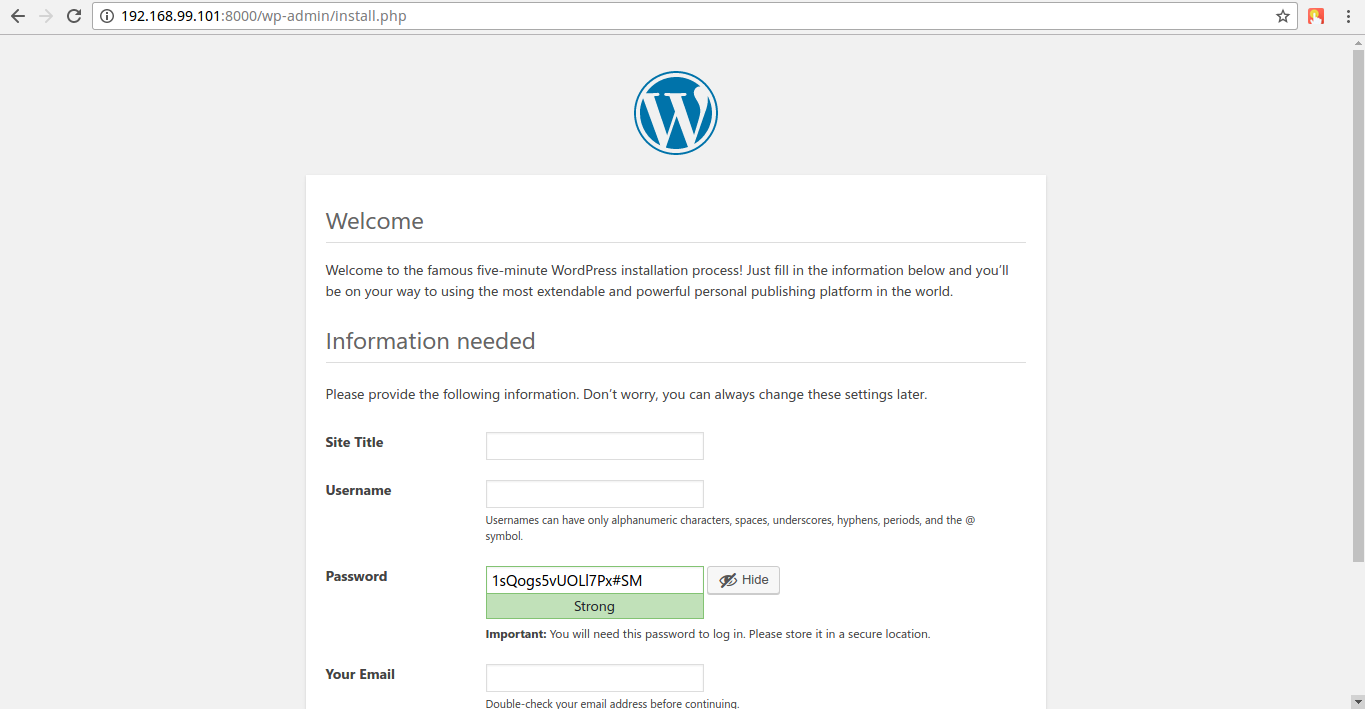 192.168.99.101:8000/wp-admin/install.php
W
Welcome
Welcome to the famous five-minute WordPress installation process! Just fill in the information below and you’ll
be on your way to using the most extendable and powerful personal publishing platform in the world.
Information needed
Please provide the following information. Don’t worry, you can always change these settings later.
Site Title
Username
Usernames can have only alphanumeric characters, spaces, underscores, hyphens, periods, and the @
symbol.
Password 1sQogs5vUOLl7Px#SM Hide
Strong
Important: You will need this password to log in. Please store it in a secure location.
Your Email
Double-check your email address before continuing.